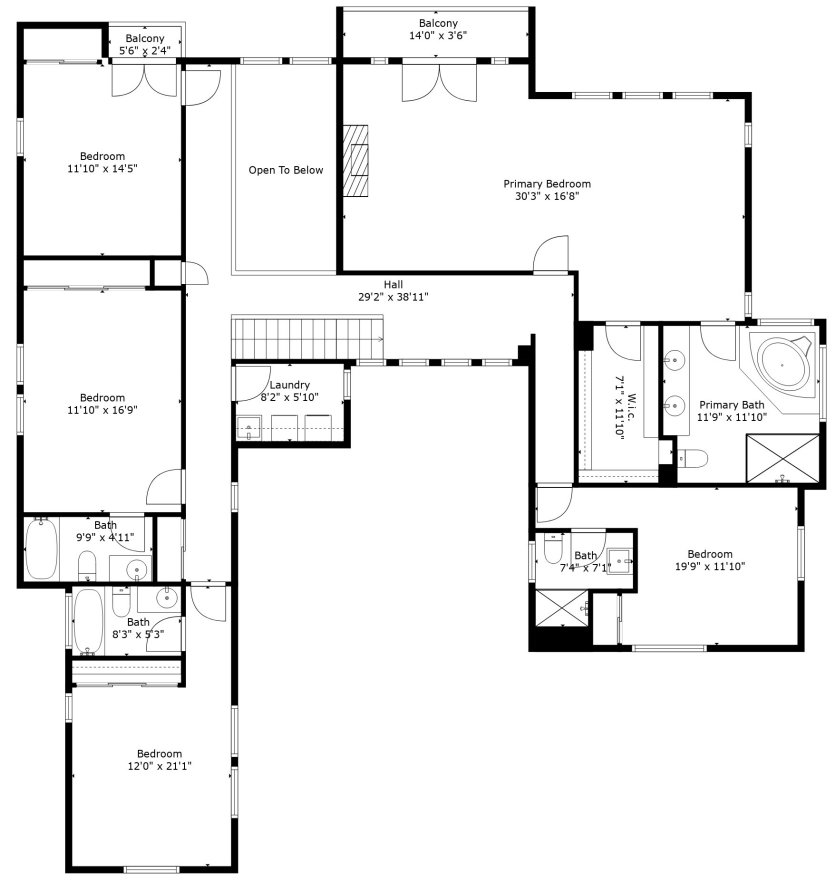 Balcony
5'6" x 2'4"
Balcony
14'0" x 3'6"
Bedroom
11'10" x 14'5"
Open To Below
Primary Bedroom
30'3" x 16'8"
Hall
29'2" x 38'11"
Bedroom
11'10" x 16'9"
Laundry
8'2" x 5'10"
W.i.c.
7'1" x 11'10"
Primary Bath
11'9" x 11'10"
Bath
9'9" x 4'11"
Bath
7'4" x 7'1"
Bedroom
19'9" x 11'10"
Bath
8'3" x 5'3"
Bedroom
12'0" x 21'1"